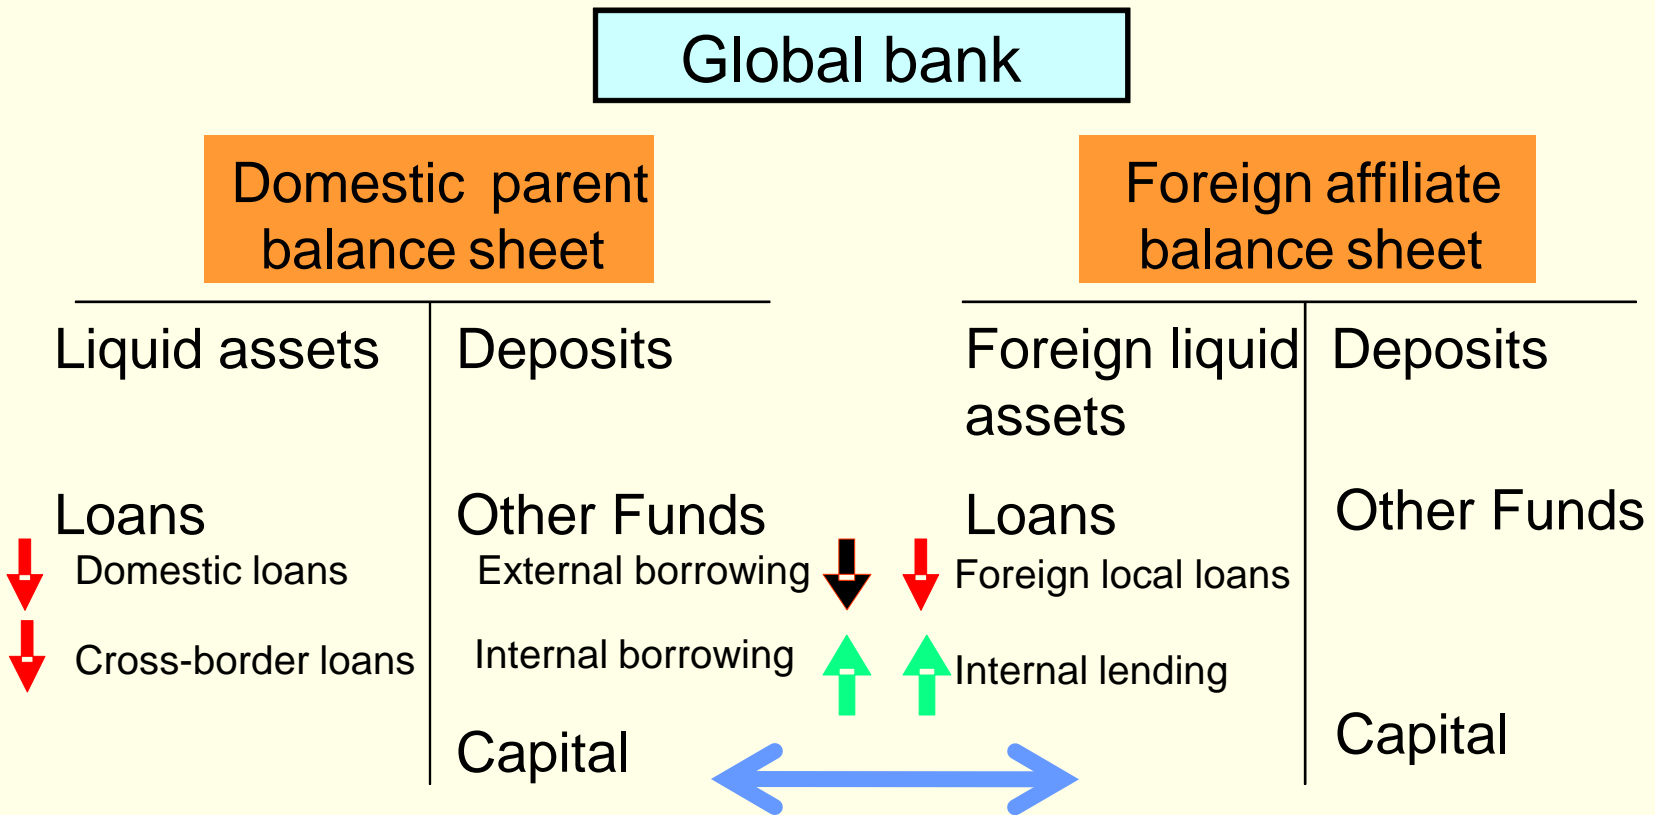 Global bank
Domestic parent
balance sheet
Liquid assets
Deposits
Loans
Domestic loans
Cross-border loans
Other Funds
External borrowing
Internal borrowing
Capital
Foreign affiliate
balance sheet
Foreign liquid
assets
Deposits
Loans
Foreign local loans
Internal lending
Other Funds
Capital